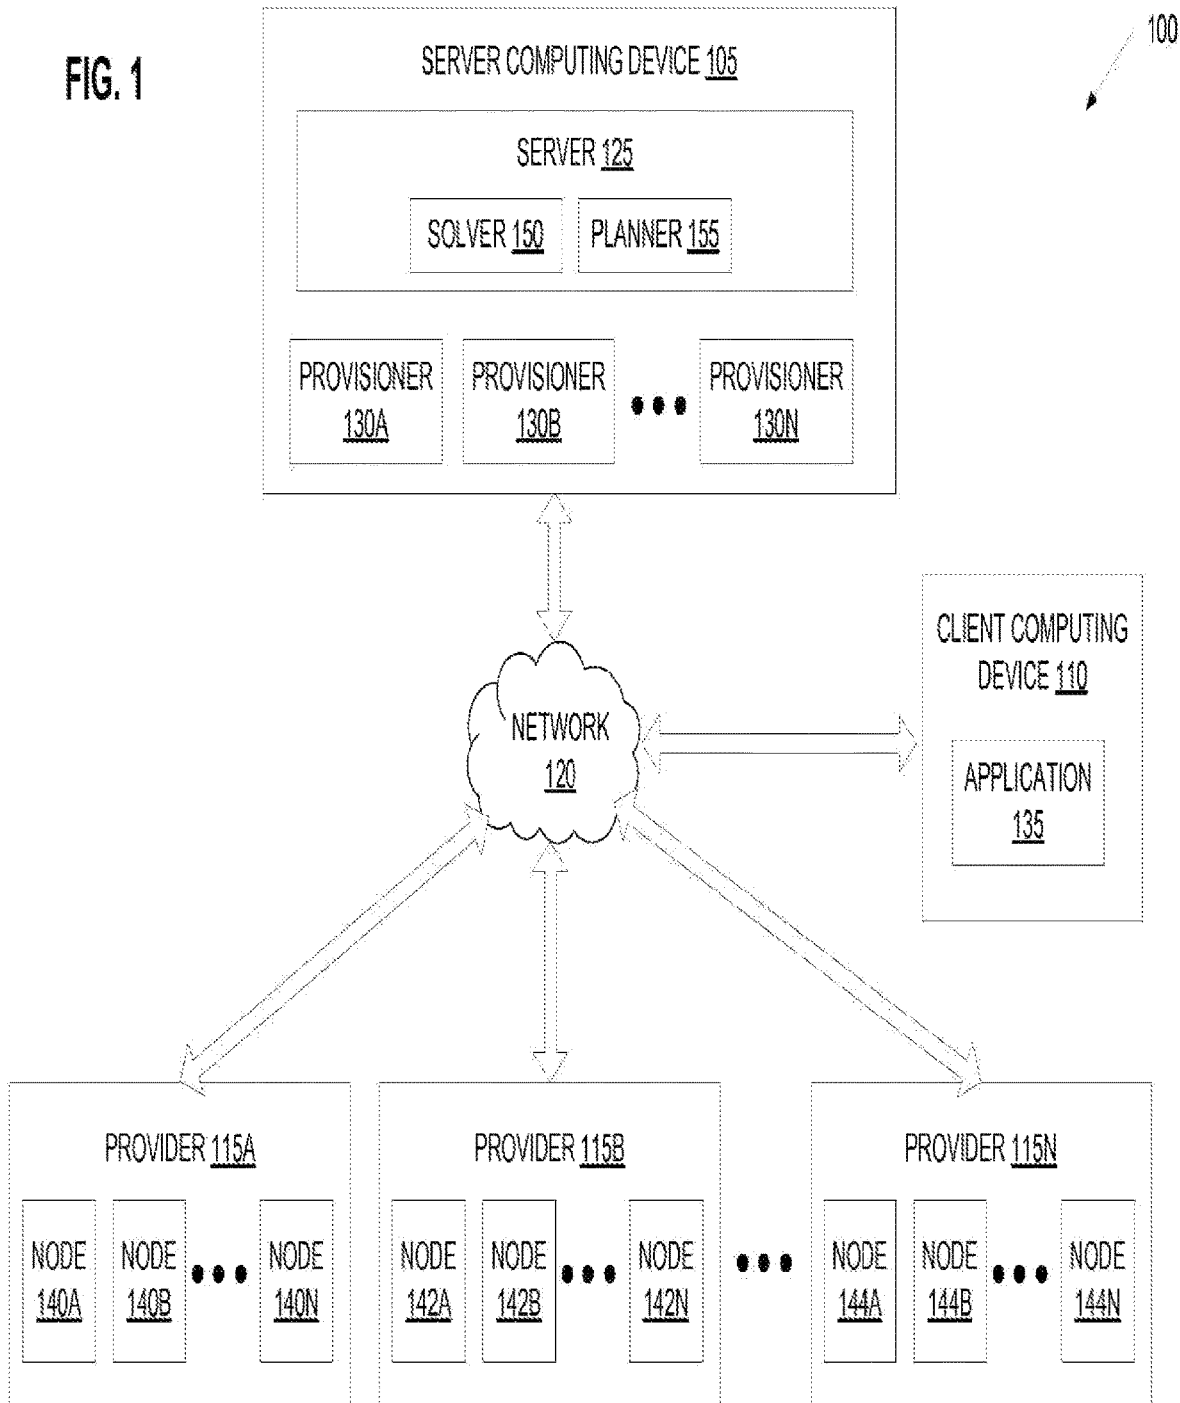 FIG. 1
100
SERVER COMPUTING DEVICE 105
SERVER 125
SOLVER 150
PLANNER 155
PROVISIONER
130A
PROVISIONER
130B
PROVISIONER
130N
CLIENT COMPUTING
DEVICE 110
APPLICATION
135
NETWORK
120
PROVIDER 115A
NODE
140A
NODE
140B
NODE
140N
PROVIDER 115B
NODE
142A
NODE
142B
NODE
142N
PROVIDER 115N
NODE
144A
NODE
144B
NODE
144N